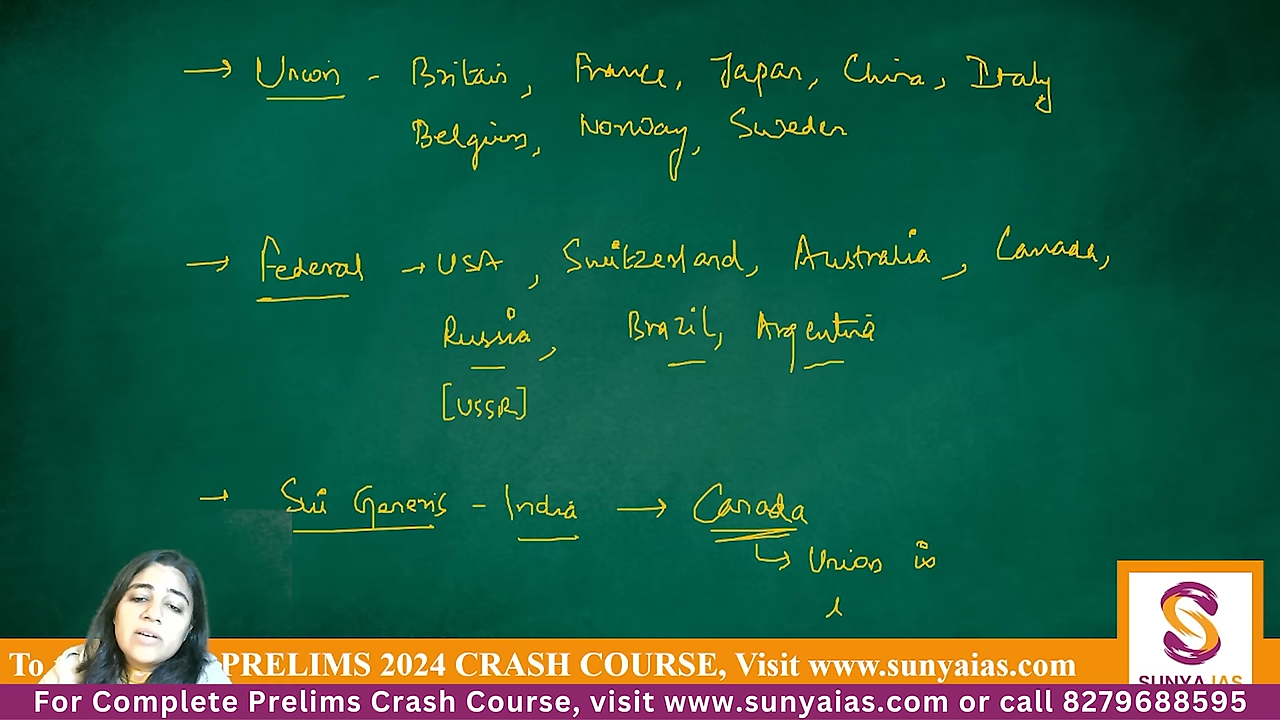 → Union - Britain, France, Japan, China, Italy
Belgium, Norway, Sweden
→ Federal → USA, Switzerland, Australia, Canada,
Russia, Brazil, Argentina
[USSR]
→ Sui Generis - India → Canada
↳ Union is
To PRELIMS 2024 CRASH COURSE, Visit www.sunyaias.com
SUNYA IAS
For Complete Prelims Crash Course, visit www.sunyaias.com or call 8279688595